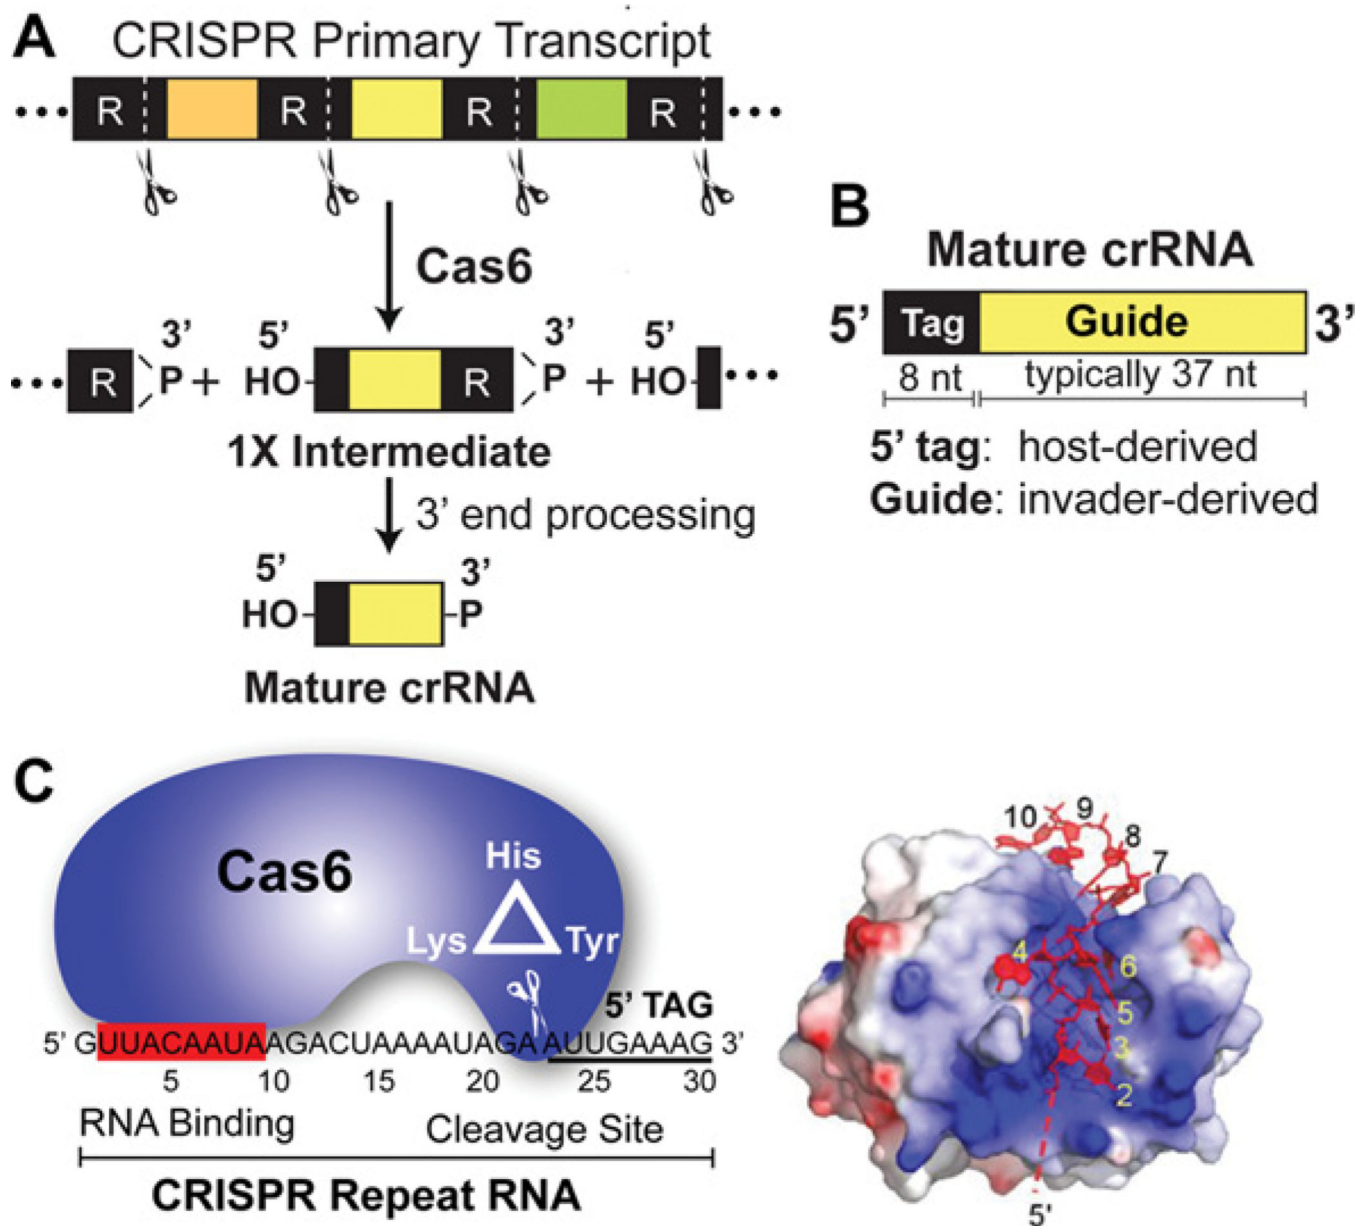 A
CRISPR Primary Transcript
••• R R R R •••
Cas6
3’ 5’ 3’ 5’
••• R P + HO R P + HO •••
1X Intermediate
3’ end processing
5’ 3’
HO P
Mature crRNA
B
Mature crRNA
5’ Tag Guide 3’
8 nt typically 37 nt
5’ tag: host-derived
Guide: invader-derived
C
Cas6
His
Lys Tyr
5’ TAG
5’ GUUACAAUAAGACUAAAAUAGA AUUGAAAG 3’
5 10 15 20 25 30
RNA Binding Cleavage Site
CRISPR Repeat RNA
10 9 8 7
4 6
5
3
2
5'